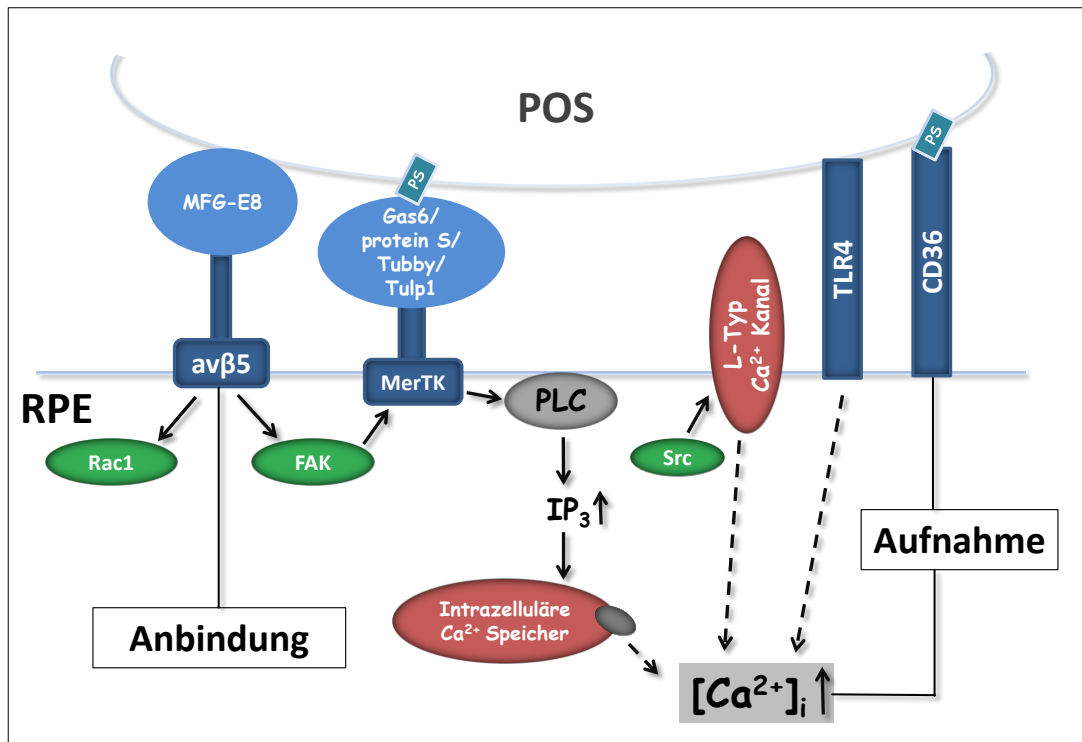 POS
PS
PS
MFG-E8
Gas6/
protein S/
Tubby/
Tulp1
L-Typ
Ca²⁺ Kanal
TLR4
CD36
avβ5
MerTK
PLC
RPE
Rac1
FAK
Src
IP₃
Aufnahme
Intrazelluläre
Ca²⁺ Speicher
Anbindung
[Ca²⁺]ᵢ